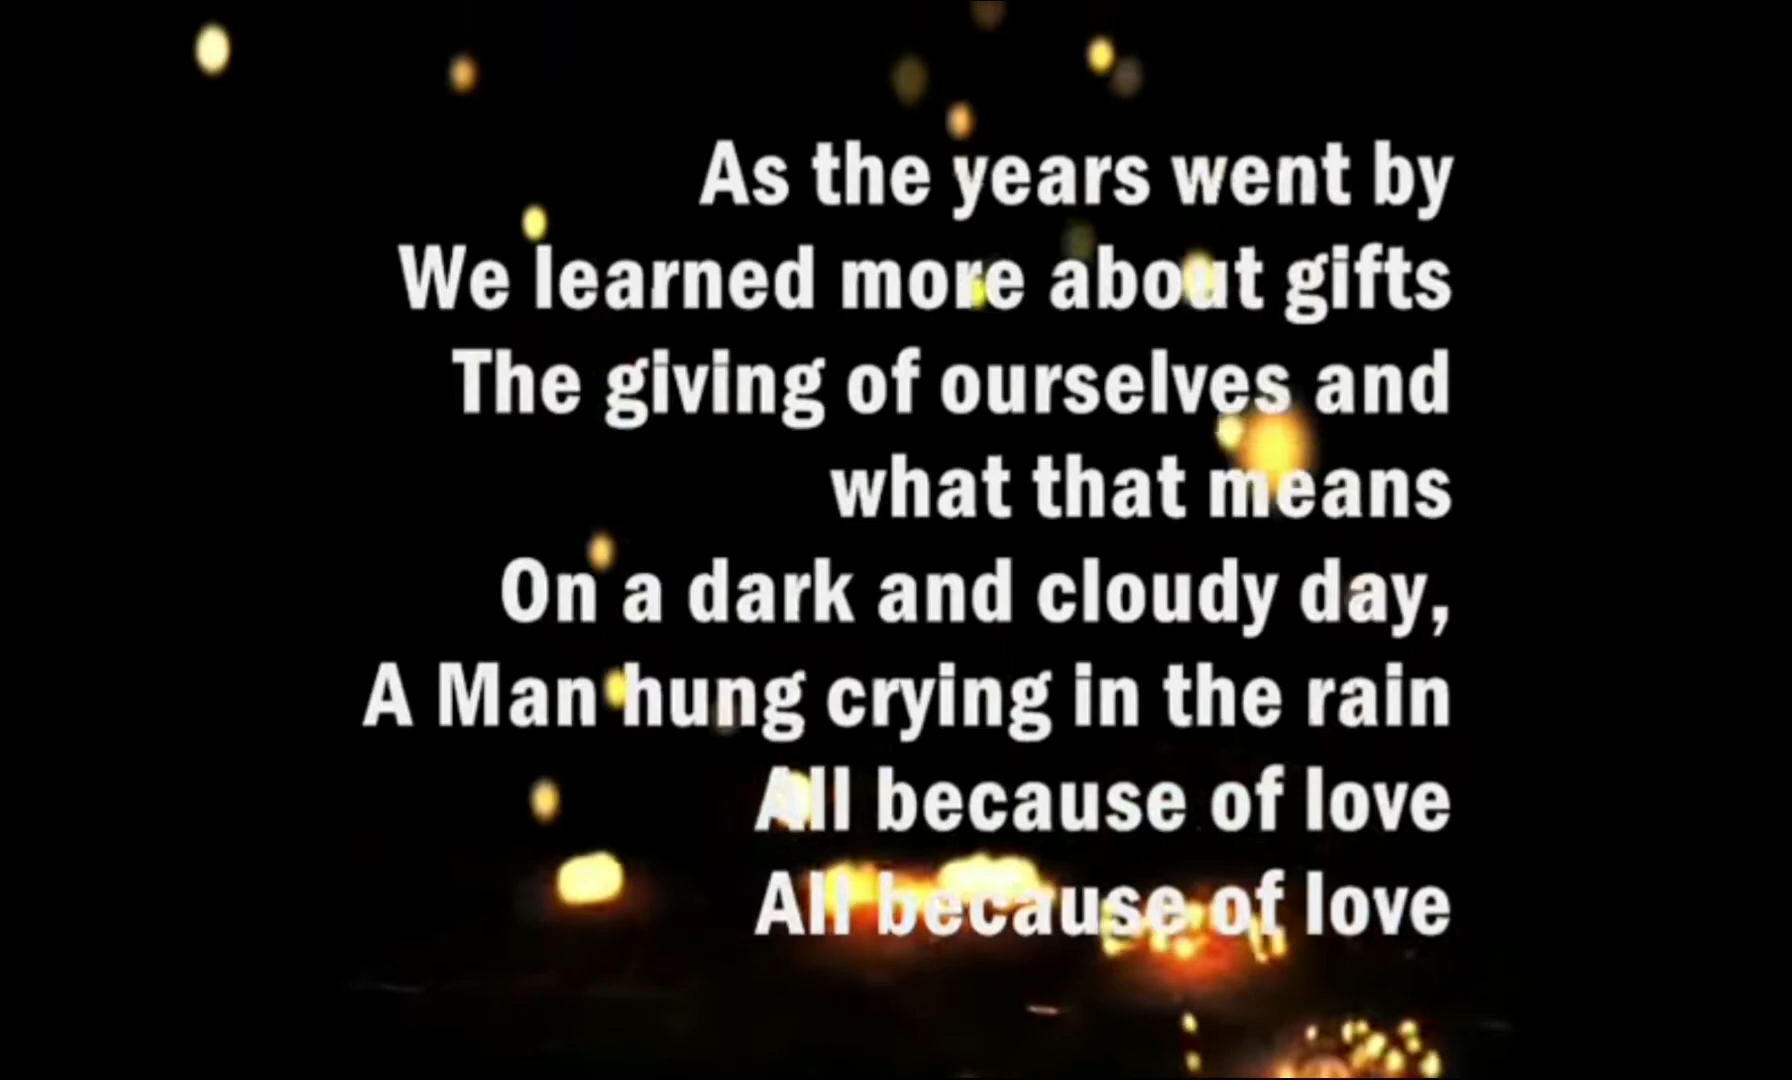 As the years went by
We learned more about gifts
The giving of ourselves and
what that means
On a dark and cloudy day,
A Man hung crying in the rain
All because of love
All because of love